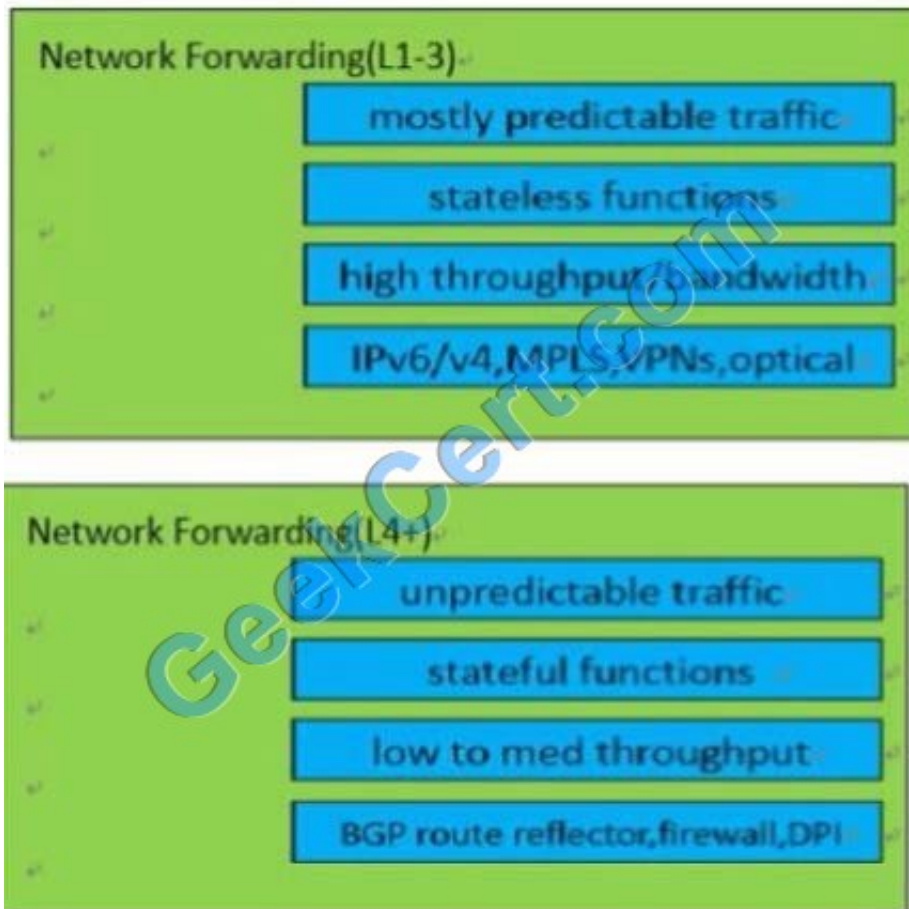 Network Forwarding(L1-3)
mostly predictable traffic
stateless functions
high throughput/bandwidth
IPv6/v4,MPLS,VPNs,optical
Network Forwarding(L4+)
unpredictable traffic
stateful functions
low to med throughput
BGP route reflector,firewall,DPI
GeekCert.com